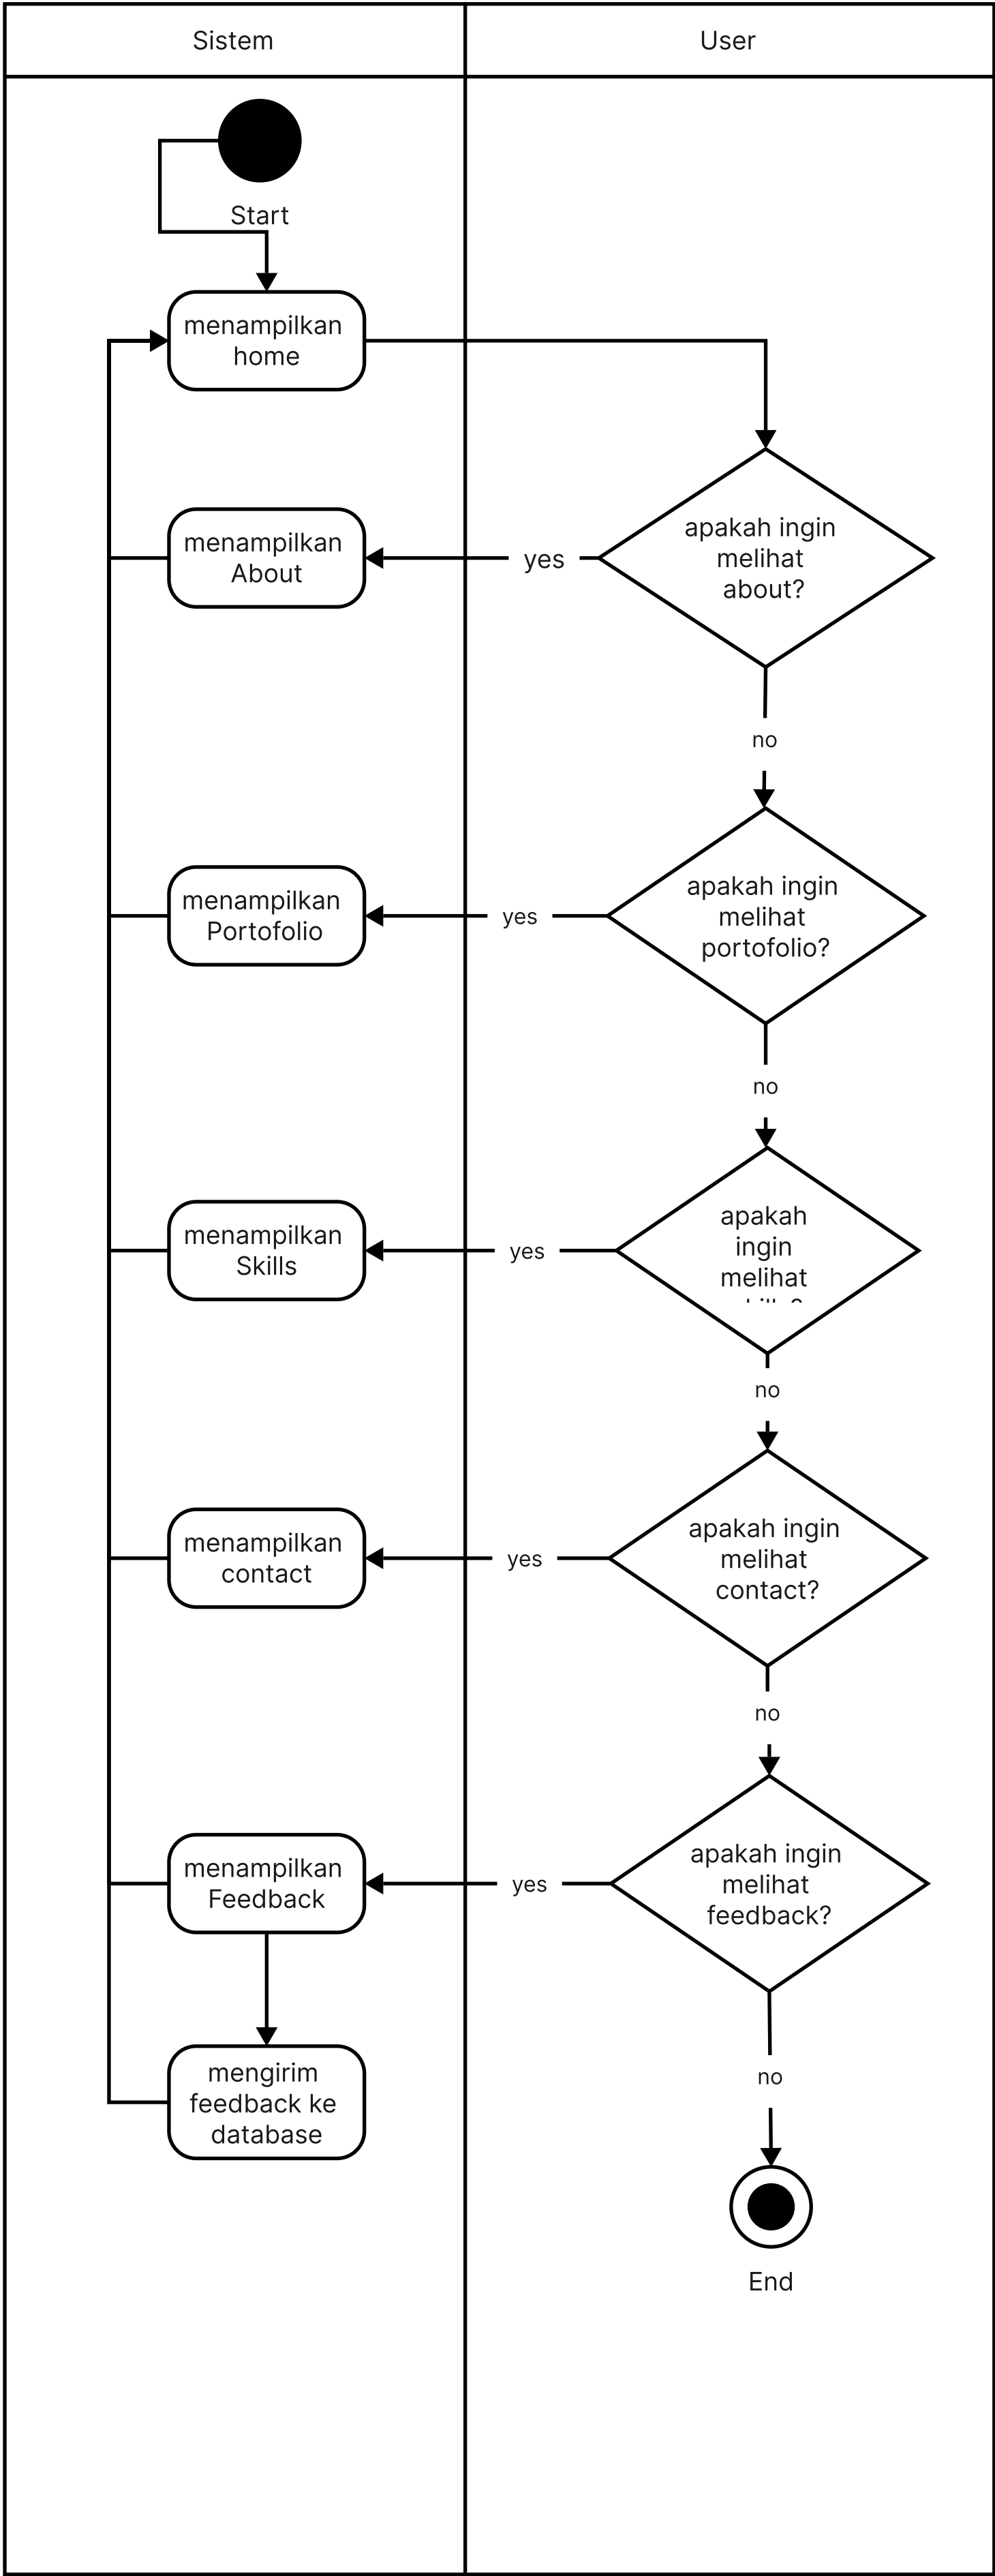 Sistem
User
Start
menampilkan
home
apakah ingin
melihat
about?
yes
menampilkan
About
no
apakah ingin
melihat
portofolio?
yes
menampilkan
Portofolio
no
apakah
ingin
melihat
yes
menampilkan
Skills
no
apakah ingin
melihat
contact?
yes
menampilkan
contact
no
apakah ingin
melihat
feedback?
yes
menampilkan
Feedback
mengirim
feedback ke
database
no
End